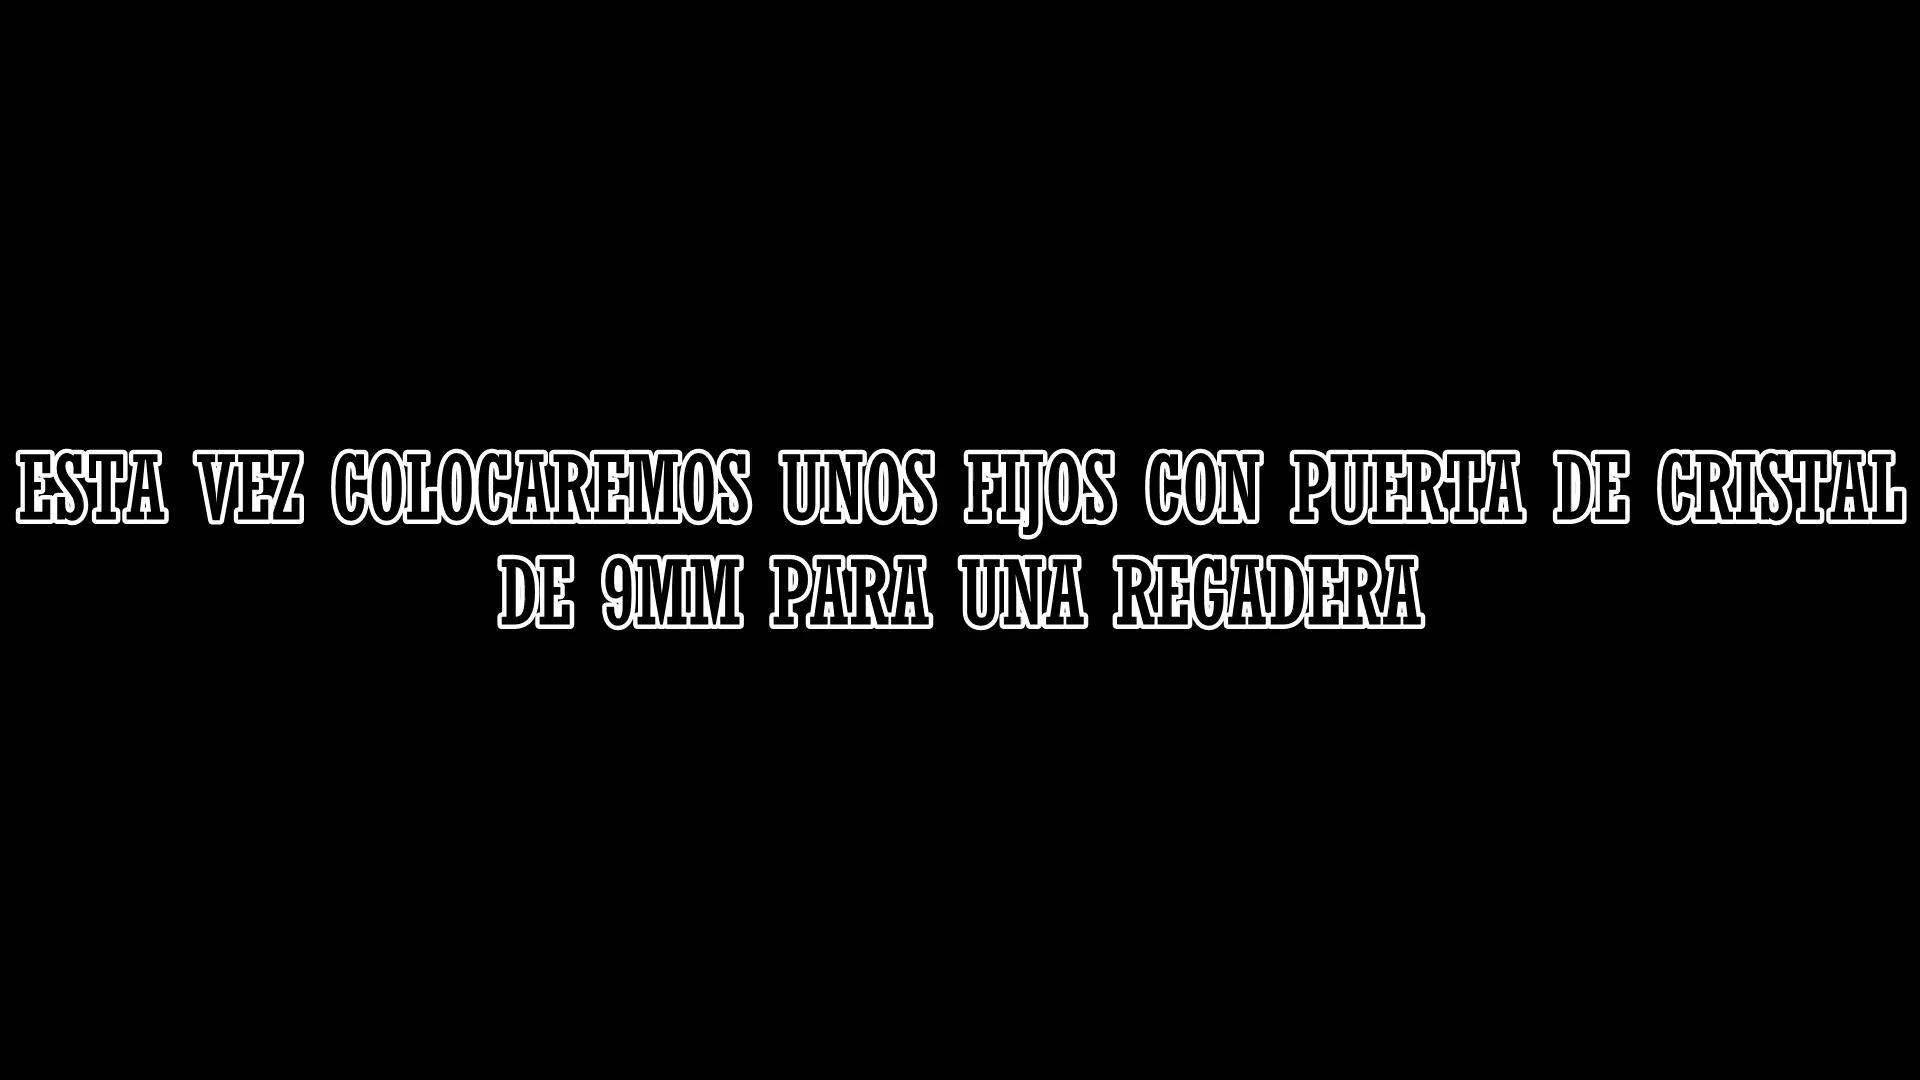 ESTA VEZ COLOCAREMOS UNOS FIJOS CON PUERTA DE CRISTAL
DE 9MM PARA UNA REGADERA